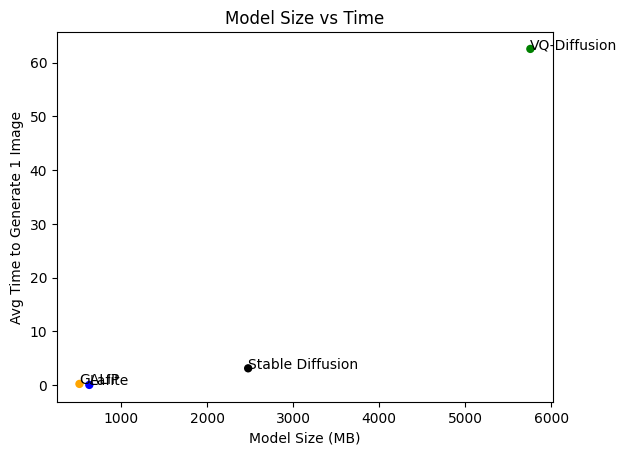 Model Size vs Time
VQ-Diffusion
Stable Diffusion
GALIP
Lafite
Avg Time to Generate 1 Image
60
50
40
30
20
10
0
1000
2000
3000
4000
5000
6000
Model Size (MB)